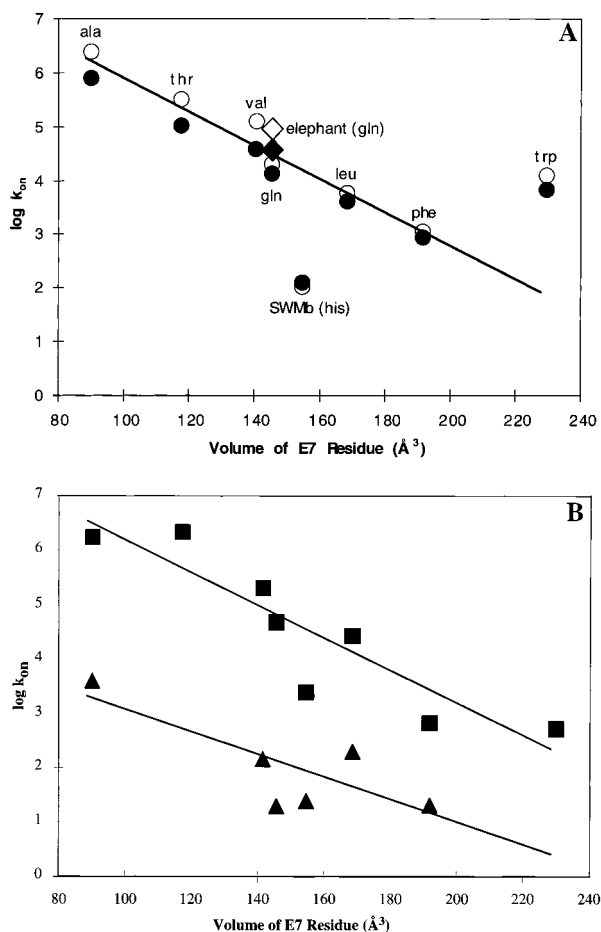 A
7
6
5
4
3
2
1
0
log k_on
ala
thr
val
elephant (gln)
gln
leu
phe
trp
SWMb (his)
80 100 120 140 160 180 200 220 240
Volume of E7 Residue (Å³)
B
7
6
5
4
3
2
1
0
log k_on
80 100 120 140 160 180 200 220 240
Volume of E7 Residue (Å³)